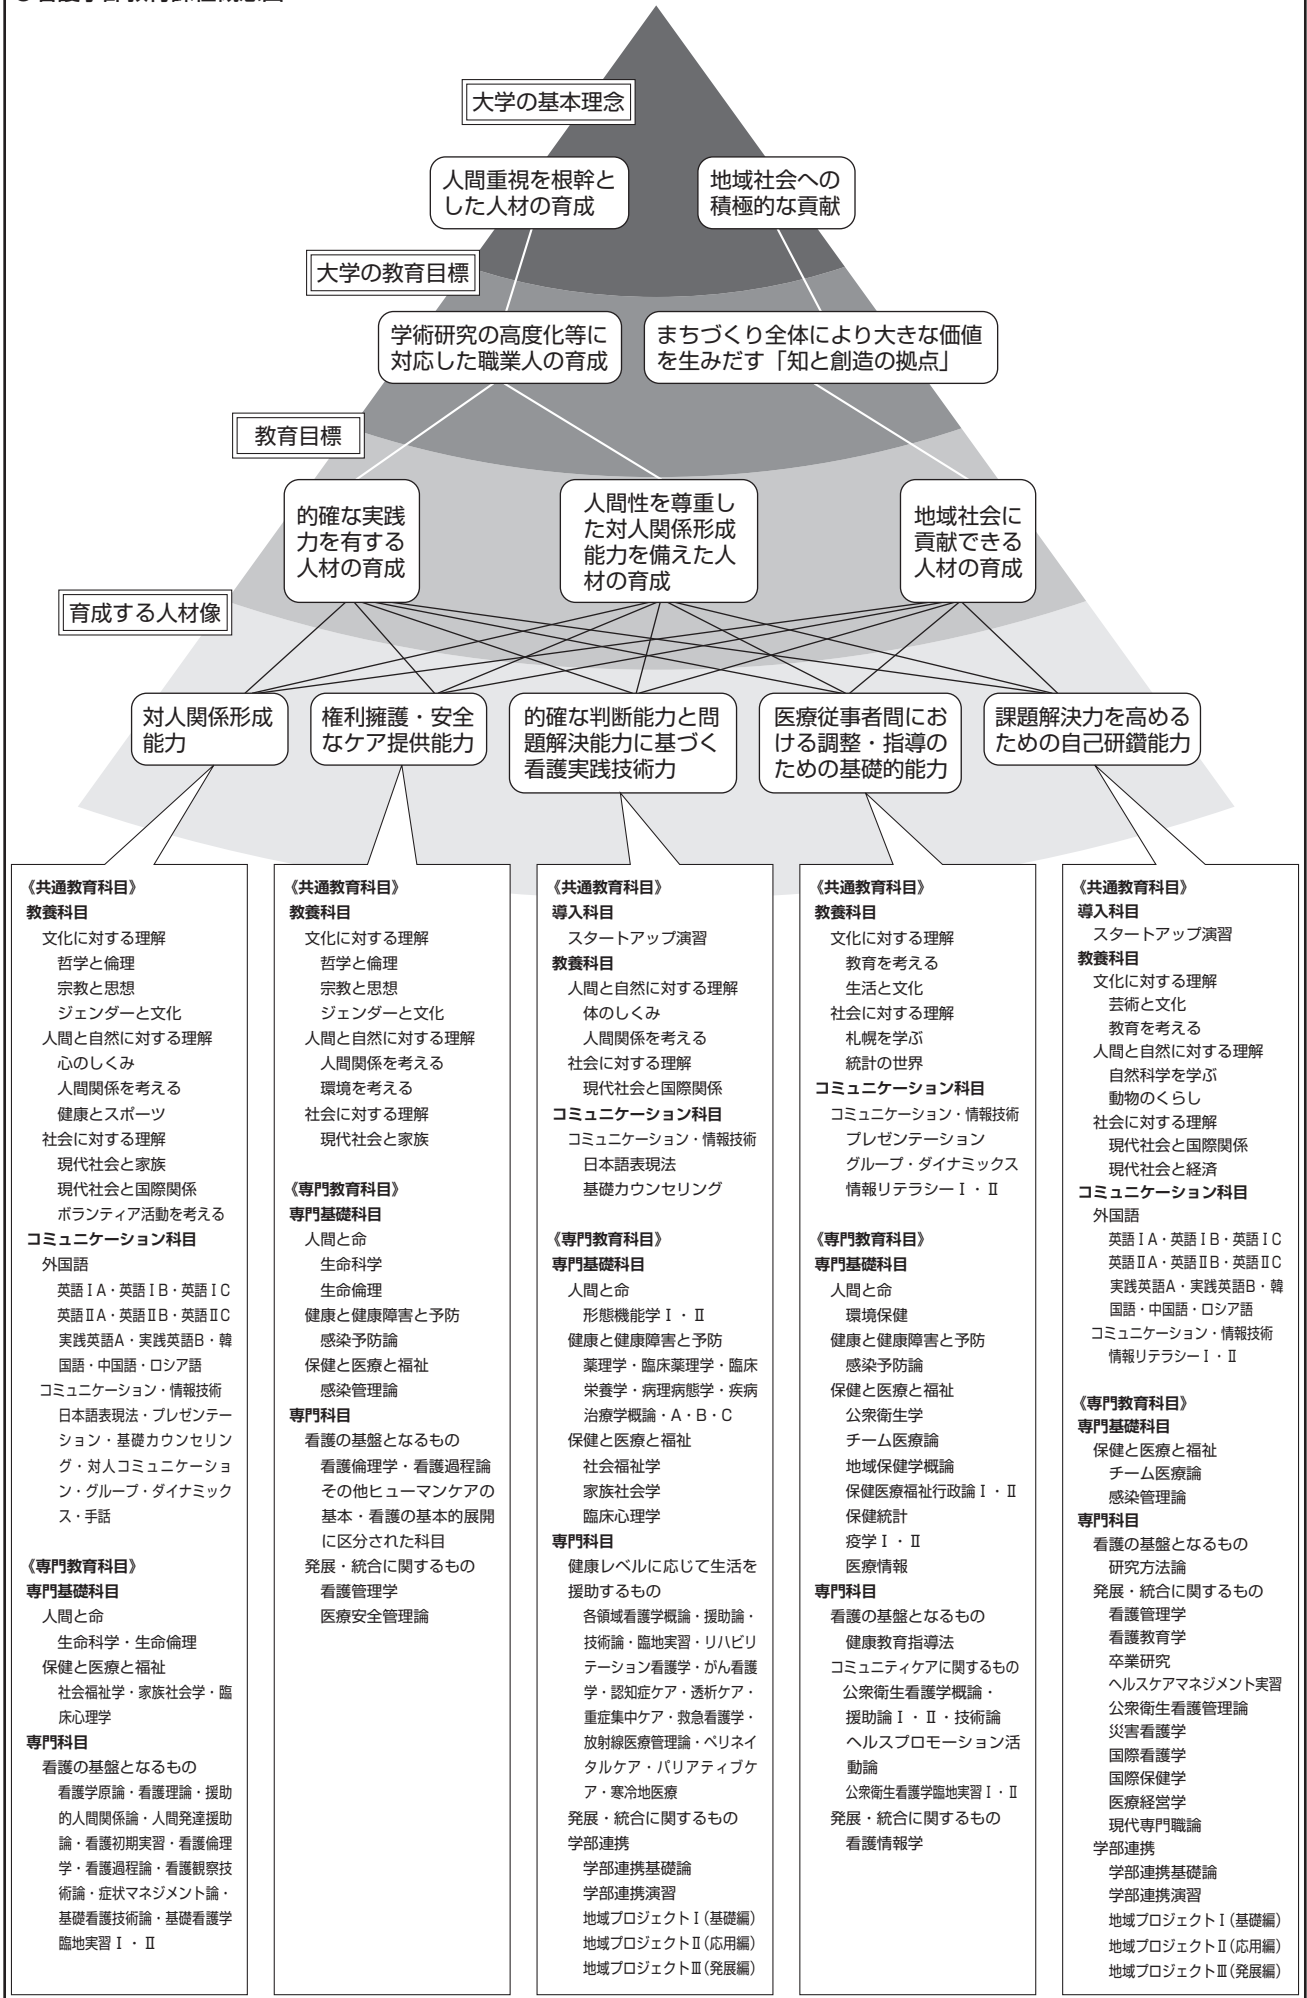 大学の基本理念
人間重視を根幹と
した人材の育成
地域社会への
積極的な貢献
大学の教育目標
学術研究の高度化等に
対応した職業人の育成
まちづくり全体により大きな価値
を生みだす「知と創造の拠点」
教育目標
的確な実践
力を有する
人材の育成
人間性を尊重し
た対人関係形成
能力を備えた人
材の育成
地域社会に
貢献できる
人材の育成
育成する人材像
対人関係形成
能力
権利擁護・安全
なケア提供能力
的確な判断能力と問
題解決能力に基づく
看護実践技術力
医療従事者間にお
ける調整・指導の
ための基礎的能力
課題解決力を高める
ための自己研鑽能力
《共通教育科目》
教養科目
文化に対する理解
哲学と倫理
宗教と思想
ジェンダーと文化
人間と自然に対する理解
心のしくみ
人間関係を考える
健康とスポーツ
社会に対する理解
現代社会と家族
現代社会と国際関係
ボランティア活動を考える
コミュニケーション科目
外国語
英語ⅠA・英語ⅠB・英語ⅠC
英語ⅡA・英語ⅡB・英語ⅡC
実践英語A・実践英語B・韓
国語・中国語・ロシア語
コミュニケーション・情報技術
日本語表現法・プレゼンテー
ション・基礎カウンセリン
グ・対人コミュニケーショ
ン・グループ・ダイナミック
ス・手話
《専門教育科目》
専門基礎科目
人間と命
生命科学・生命倫理
保健と医療と福祉
社会福祉学・家族社会学・臨
床心理学
専門科目
看護の基盤となるもの
看護学原論・看護理論・援助
的人間関係論・人間発達援助
論・看護初期実習・看護倫理
学・看護過程論・看護観察技
術論・症状マネジメント論・
基礎看護技術論・基礎看護学
臨地実習Ⅰ・Ⅱ
《共通教育科目》
教養科目
文化に対する理解
哲学と倫理
宗教と思想
ジェンダーと文化
人間と自然に対する理解
人間関係を考える
環境を考える
社会に対する理解
現代社会と家族
《専門教育科目》
専門基礎科目
人間と命
生命科学
生命倫理
健康と健康障害と予防
感染予防論
保健と医療と福祉
感染管理論
専門科目
看護の基盤となるもの
看護倫理学・看護過程論
その他ヒューマンケアの
基本・看護の基本的展開
に区分された科目
発展・統合に関するもの
看護管理学
医療安全管理論
《共通教育科目》
導入科目
スタートアップ演習
教養科目
人間と自然に対する理解
体のしくみ
人間関係を考える
社会に対する理解
現代社会と国際関係
コミュニケーション科目
コミュニケーション・情報技術
日本語表現法
基礎カウンセリング
《専門教育科目》
専門基礎科目
人間と命
形態機能学Ⅰ・Ⅱ
健康と健康障害と予防
薬理学・臨床薬理学・臨床
栄養学・病理病態学・疾病
治療学概論・A・B・C
保健と医療と福祉
社会福祉学
家族社会学
臨床心理学
専門科目
健康レベルに応じて生活を
援助するもの
各領域看護学概論・援助論・
技術論・臨地実習・リハビリ
テーション看護学・がん看護
学・認知症ケア・透析ケア・
重症集中ケア・救急看護学・
放射線医療管理論・ペリネイ
タルケア・パリアティブケ
ア・寒冷地医療
発展・統合に関するもの
学部連携
学部連携基礎論
学部連携演習
地域プロジェクトⅠ(基礎編)
地域プロジェクトⅡ(応用編)
地域プロジェクトⅢ(発展編)
《共通教育科目》
教養科目
文化に対する理解
教育を考える
生活と文化
社会に対する理解
札幌を学ぶ
統計の世界
コミュニケーション科目
コミュニケーション・情報技術
プレゼンテーション
グループ・ダイナミックス
情報リテラシーⅠ・Ⅱ
《専門教育科目》
専門基礎科目
人間と命
環境保健
健康と健康障害と予防
感染予防論
保健と医療と福祉
公衆衛生学
チーム医療論
地域保健学概論
保健医療福祉行政論Ⅰ・Ⅱ
保健統計
疫学Ⅰ・Ⅱ
医療情報
専門科目
看護の基盤となるもの
健康教育指導法
コミュニティケアに関するもの
公衆衛生看護学概論・
援助論Ⅰ・Ⅱ・技術論
ヘルスプロモーション活
動論
公衆衛生看護学臨地実習Ⅰ・Ⅱ
発展・統合に関するもの
看護情報学
《共通教育科目》
導入科目
スタートアップ演習
教養科目
文化に対する理解
芸術と文化
教育を考える
人間と自然に対する理解
自然科学を学ぶ
動物のくらし
社会に対する理解
現代社会と国際関係
現代社会と経済
コミュニケーション科目
外国語
英語ⅠA・英語ⅠB・英語ⅠC
英語ⅡA・英語ⅡB・英語ⅡC
実践英語A・実践英語B・韓
国語・中国語・ロシア語
コミュニケーション・情報技術
情報リテラシーⅠ・Ⅱ
《専門教育科目》
専門基礎科目
保健と医療と福祉
チーム医療論
感染管理論
専門科目
看護の基盤となるもの
研究方法論
発展・統合に関するもの
看護管理学
看護教育学
卒業研究
ヘルスケアマネジメント実習
公衆衛生看護管理論
災害看護学
国際看護学
国際保健学
医療経営学
現代専門職論
学部連携
学部連携基礎論
学部連携演習
地域プロジェクトⅠ(基礎編)
地域プロジェクトⅡ(応用編)
地域プロジェクトⅢ(発展編)